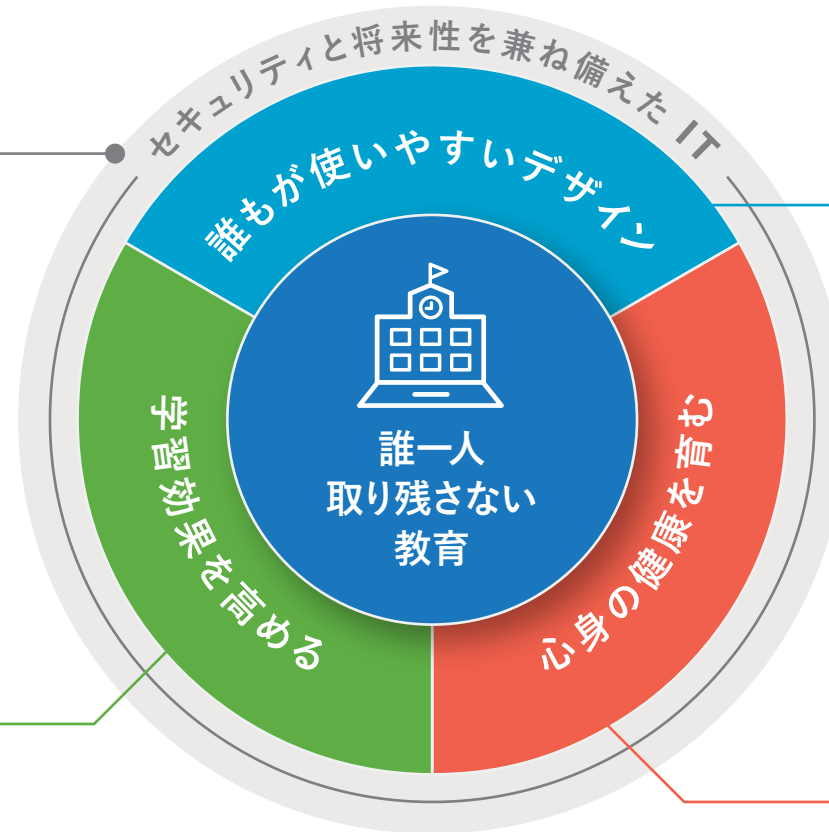 セキュリティと将来性を兼ね備えた IT
誰もが使いやすいデザイン
誰一人
取り残さない
教育
学習効果を高める
心身の健康を育む